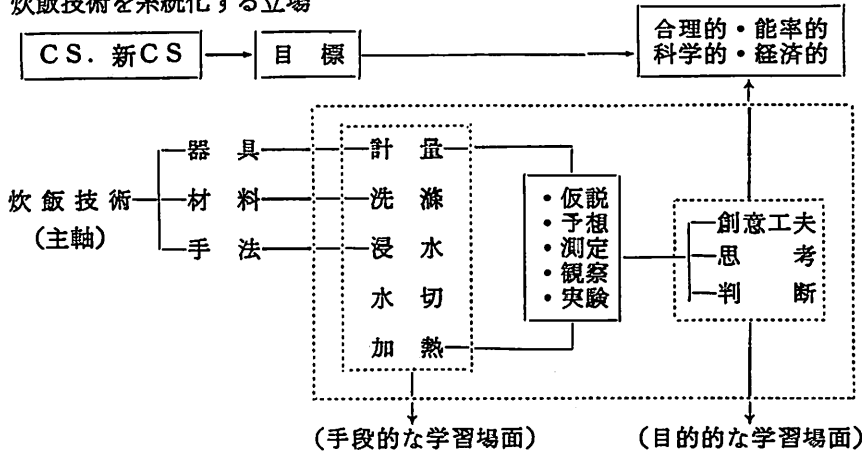 炊飯技術を系統化する立場
合理的・能率的
科学的・経済的
CS.新CS
目標
器具
計量
炊飯技術
(主軸)
材料
洗滌
手法
浸水
水切
加熱
・仮説
・予想
・測定
・観察
・実験
創意工夫
思考
判断
(手段的な学習場面)
(目的的な学習場面)